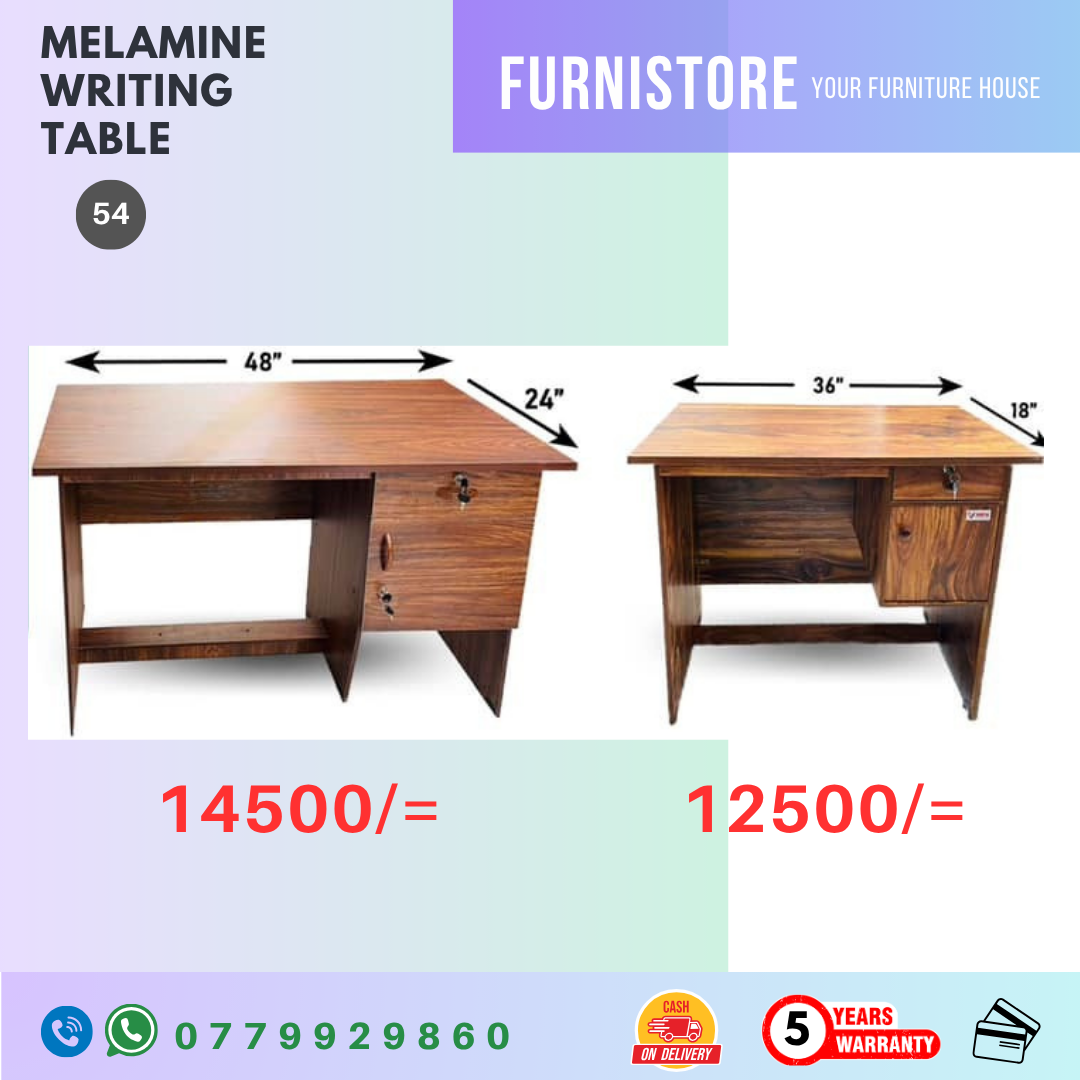 MELAMINE
WRITING
TABLE
FURNISTORE YOUR FURNITURE HOUSE
54
48”
24”
36”
18”
14500/=
12500/=
0779929860
CASH
ON DELIVERY
5 YEARS
WARRANTY